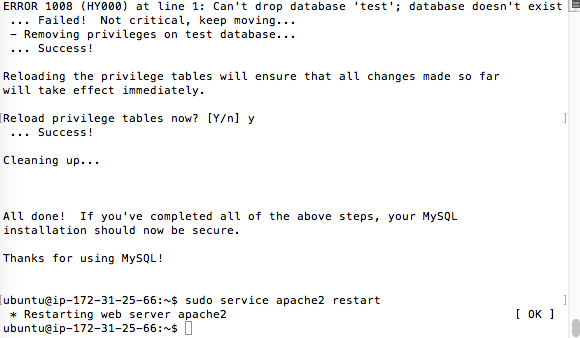 ERROR 1008 (HY000) at line 1: Can't drop database 'test'; database doesn't exist
 ... Failed!  Not critical, keep moving...
 - Removing privileges on test database...
 ... Success!
Reloading the privilege tables will ensure that all changes made so far
will take effect immediately.
[Reload privilege tables now? [Y/n] y ]
 ... Success!
Cleaning up...
All done!  If you've completed all of the above steps, your MySQL
installation should now be secure.
Thanks for using MySQL!
[ubuntu@ip-172-31-25-66:~$ sudo service apache2 restart ]
 * Restarting web server apache2 [ OK ]
ubuntu@ip-172-31-25-66:~$